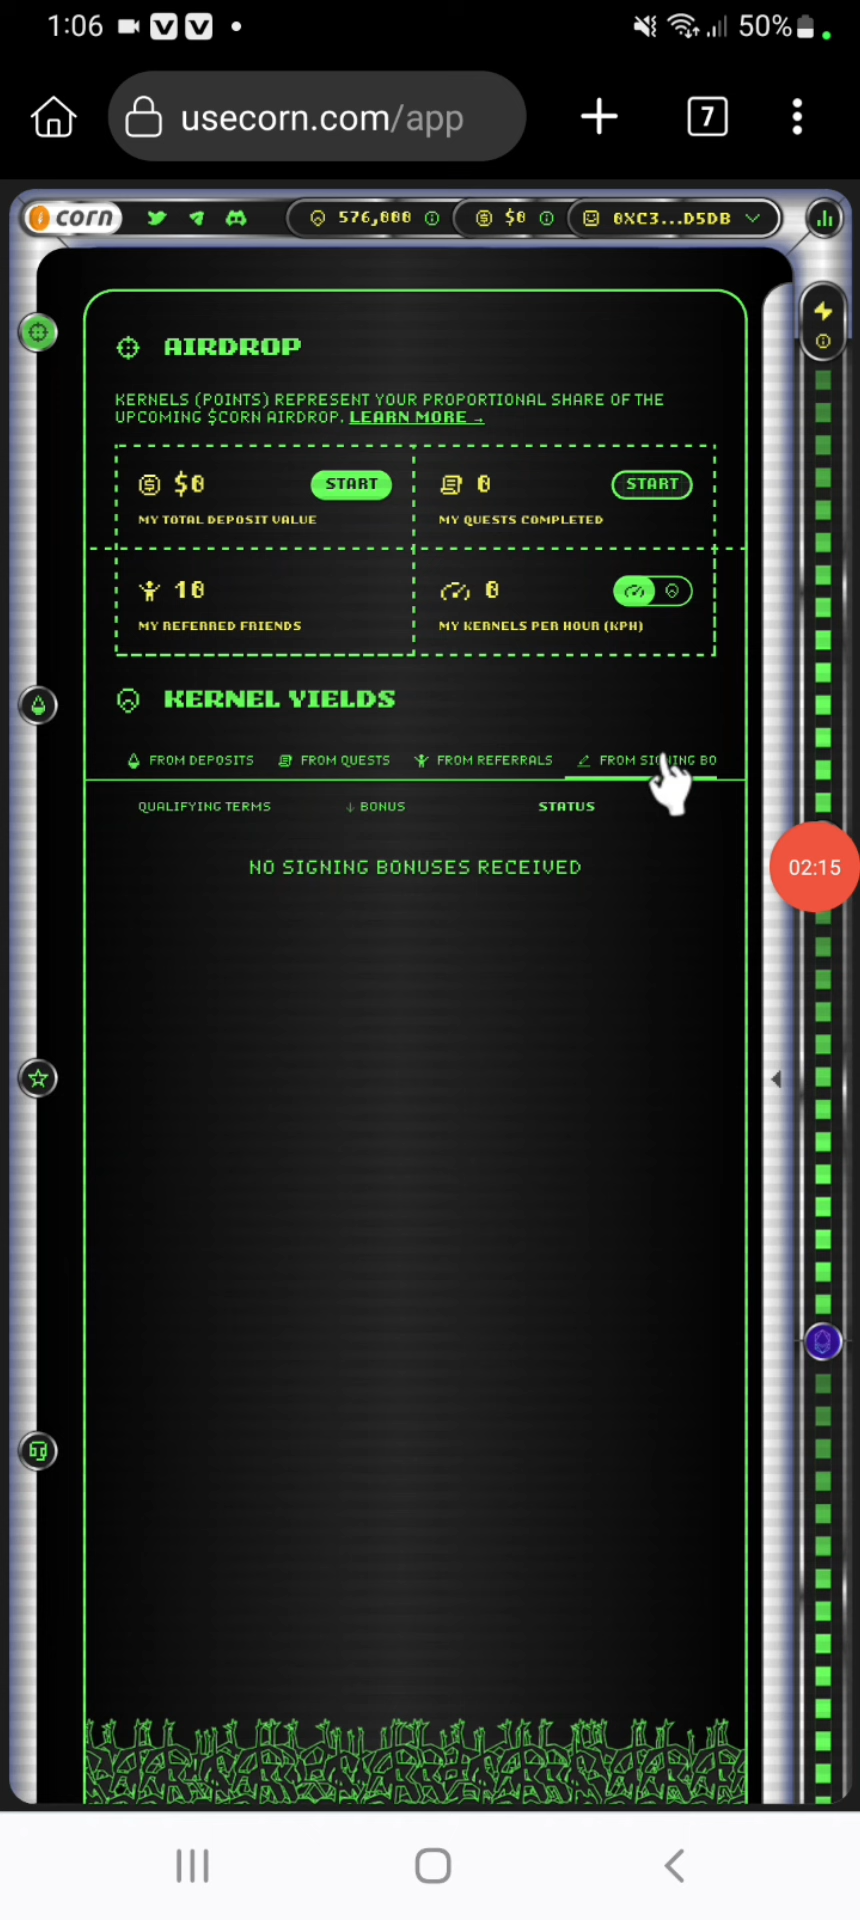 1:06
50%
usecorn.com/app
7
corn
576,000
$0
0XC3...D5DB
AIRDROP
KERNELS (POINTS) REPRESENT YOUR PROPORTIONAL SHARE OF THE
UPCOMING $CORN AIRDROP. LEARN MORE →
$0
START
0
START
MY TOTAL DEPOSIT VALUE
MY QUESTS COMPLETED
10
0
MY REFERRED FRIENDS
MY KERNELS PER HOUR (KPH)
KERNEL YIELDS
FROM DEPOSITS
FROM QUESTS
FROM REFERRALS
FROM SIGNING BO
QUALIFYING TERMS
↓ BONUS
STATUS
NO SIGNING BONUSES RECEIVED
02:15